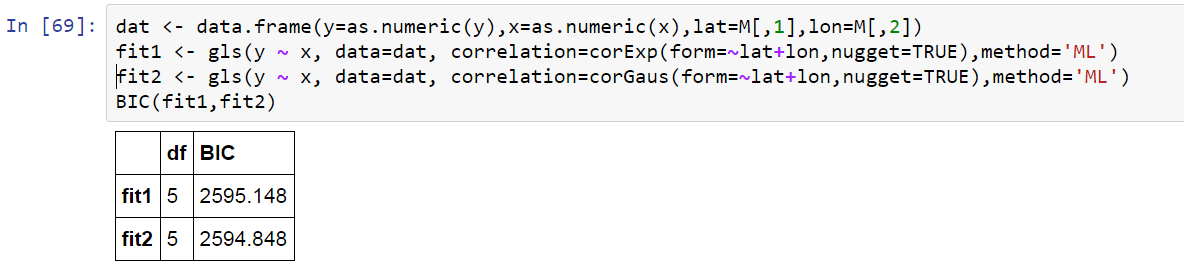 In [69]: dat <- data.frame(y=as.numeric(y),x=as.numeric(x),lat=M[,1],lon=M[,2])
fit1 <- gls(y ~ x, data=dat, correlation=corExp(form=~lat+lon,nugget=TRUE),method='ML')
fit2 <- gls(y ~ x, data=dat, correlation=corGaus(form=~lat+lon,nugget=TRUE),method='ML')
BIC(fit1,fit2)
df BIC
fit1 5 2595.148
fit2 5 2594.848